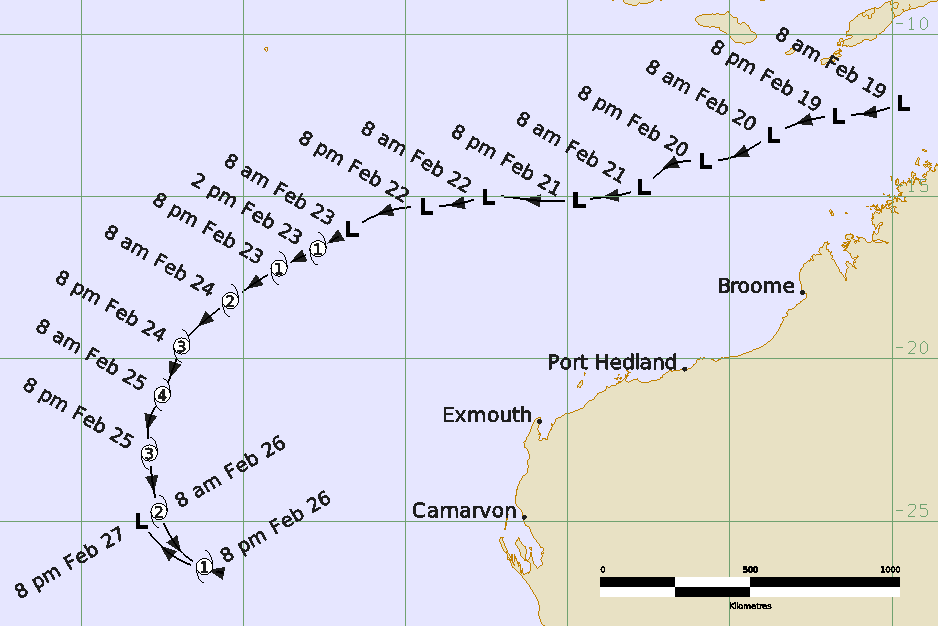 -10
8 am Feb 19
L
8 pm Feb 19
L
8 am Feb 20
L
8 pm Feb 20
L
8 am Feb 21
L
8 pm Feb 21
L
8 am Feb 22
L
8 pm Feb 22
L
8 am Feb 23
L
2 pm Feb 23
1
8 pm Feb 23
1
8 am Feb 24
2
8 pm Feb 24
3
8 am Feb 25
4
8 pm Feb 25
3
8 am Feb 26
2
8 pm Feb 26
1
8 pm Feb 27
L
-15
Broome
-20
Port Hedland
Exmouth
Carnarvon
-25
0 500 1000
Kilometres